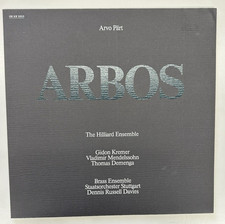 Arvo Pärt
ARBOS
The Hilliard Ensemble
Gidon Kremer
Vladimir Mendelssohn
Thomas Demenga
Brass Ensemble
Staatsorchester Stuttgart
Dennis Russell Davies